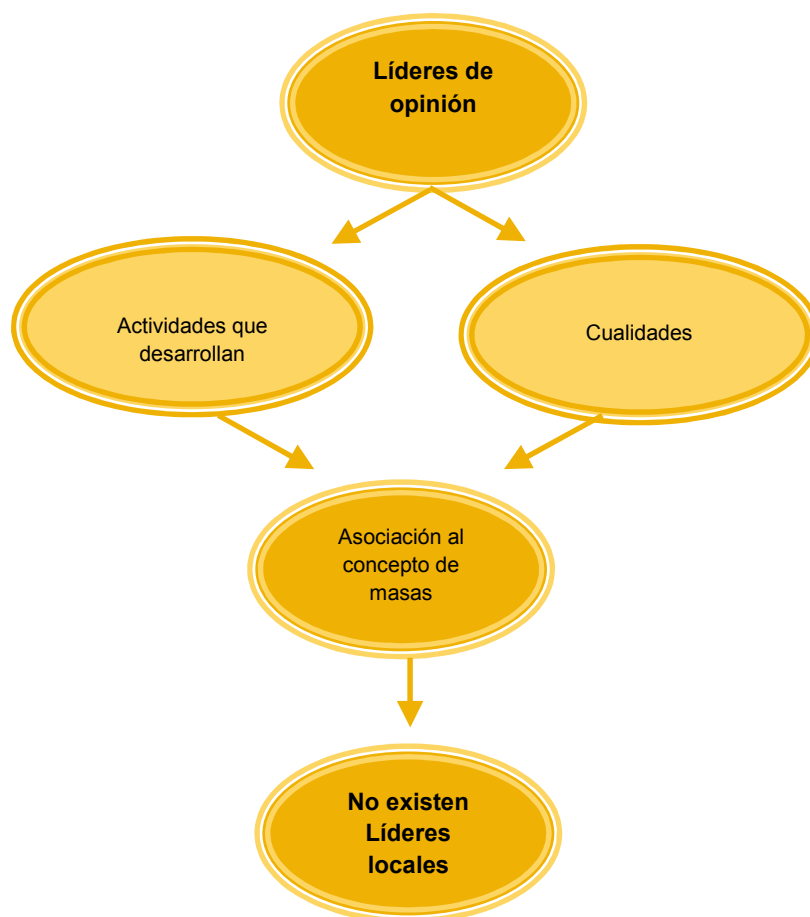 Líderes de
opinión
Actividades que
desarrollan
Cualidades
Asociación al
concepto de
masas
No existen
Líderes
locales